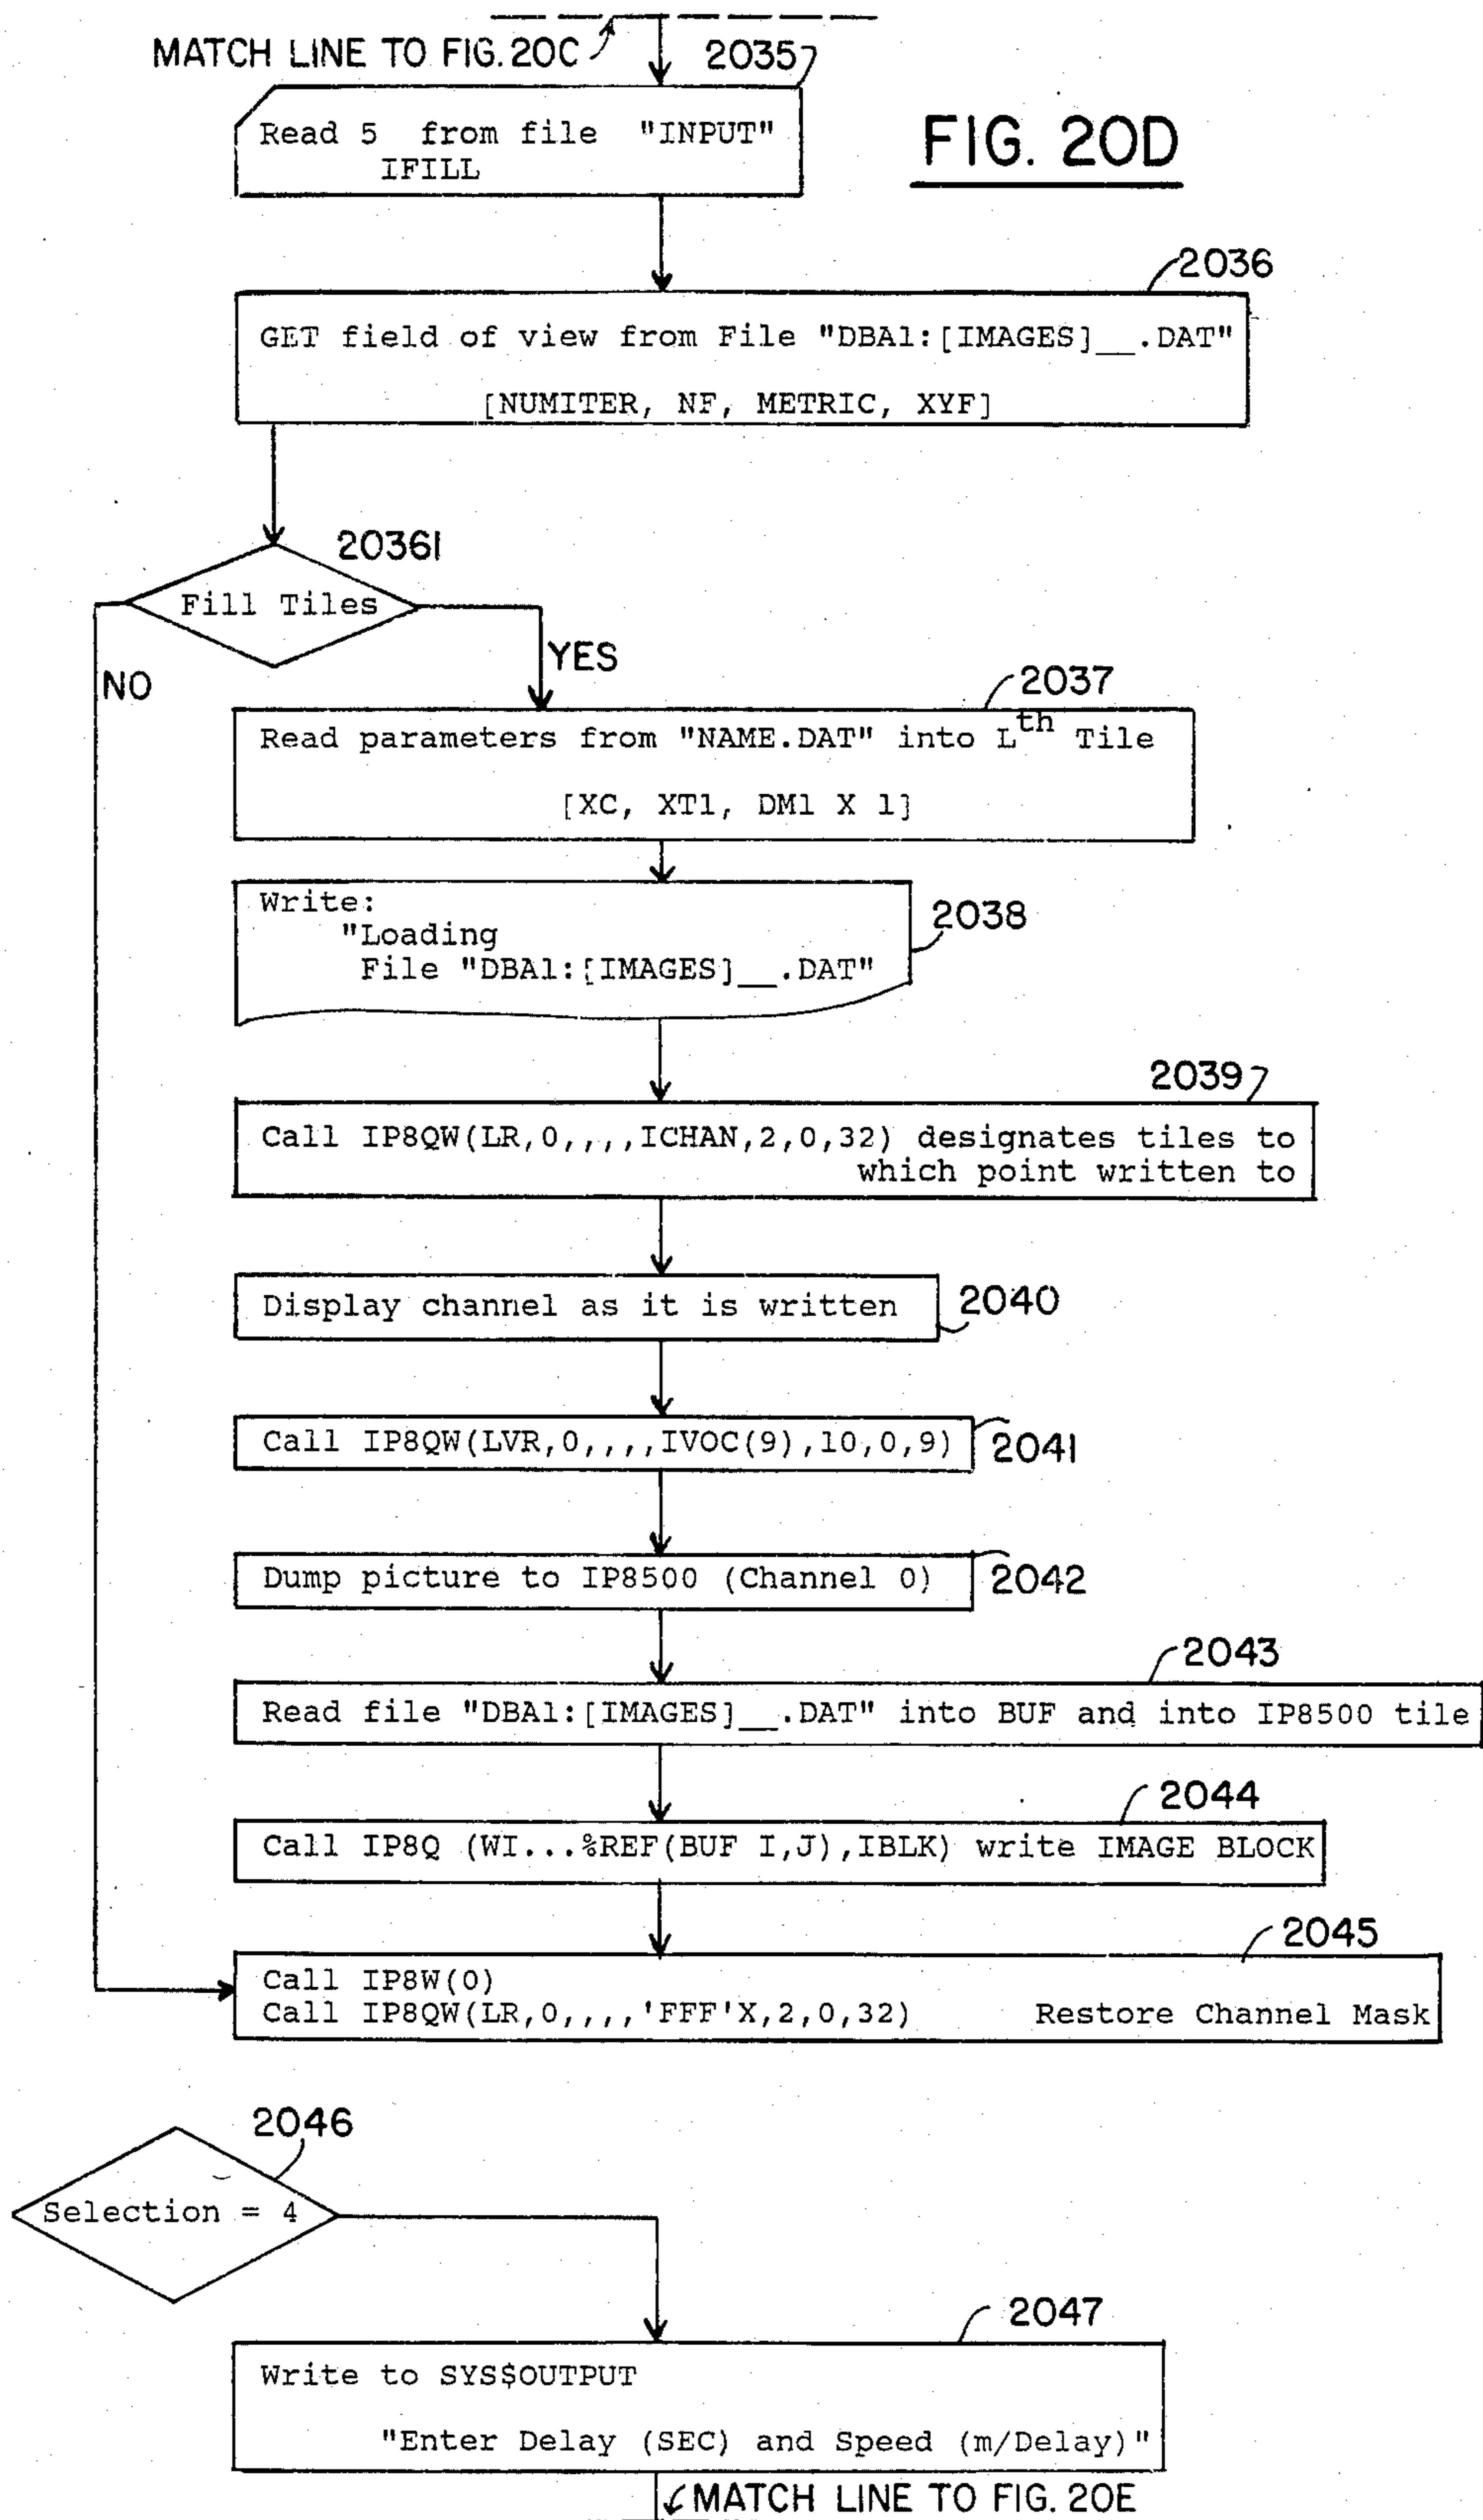 MATCH LINE TO FIG. 20C
2035
Read 5 from file "INPUT"
IFILL
FIG. 20D
2036
GET field of view from File "DBA1:[IMAGES]__.DAT"
[NUMITER, NF, METRIC, XYF]
20361
Fill Tiles
YES
NO
2037
Read parameters from "NAME.DAT" into Lth Tile
[XC, XT1, DM1 X 1]
Write:
"Loading
File "DBA1:[IMAGES]__.DAT"
2038
2039
Call IP8QW(LR,0,,,,ICHAN,2,0,32) designates tiles to
which point written to
Display channel as it is written
2040
Call IP8QW(LVR,0,,,,IVOC(9),10,0,9)
2041
Dump picture to IP8500 (Channel 0)
2042
2043
Read file "DBA1:[IMAGES]__.DAT" into BUF and into IP8500 tile
2044
Call IP8Q (WI...%REF(BUF I,J),IBLK) write IMAGE BLOCK
2045
Call IP8W(0)
Call IP8QW(LR,0,,,,'FFF'X,2,0,32) Restore Channel Mask
2046
Selection = 4
2047
Write to SYS$OUTPUT
"Enter Delay (SEC) and Speed (m/Delay)"
MATCH LINE TO FIG. 20E